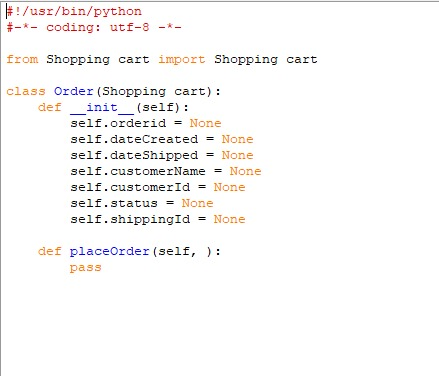 #!/usr/bin/python
#-*- coding: utf-8 -*-
from Shopping cart import Shopping cart
class Order(Shopping cart):
def __init__(self):
self.orderid = None
self.dateCreated = None
self.dateShipped = None
self.customerName = None
self.customerId = None
self.status = None
self.shippingId = None
def placeOrder(self, ):
pass